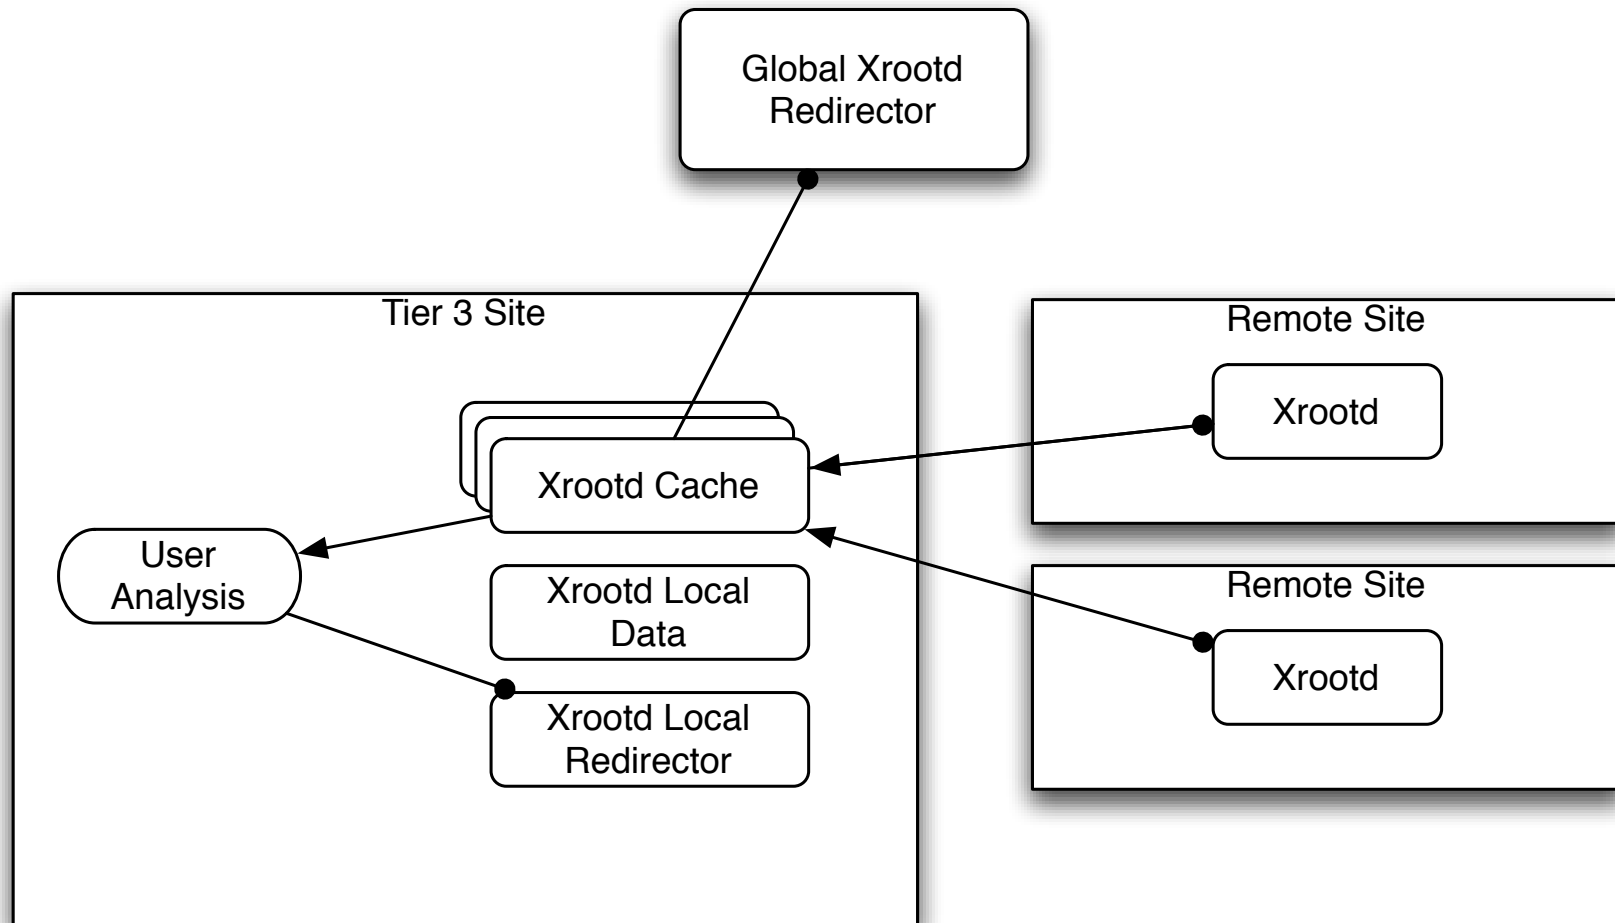 Global Xrootd
Redirector
Tier 3 Site
Remote Site
Xrootd
Xrootd Cache
User
Analysis
Xrootd Local
Data
Remote Site
Xrootd
Xrootd Local
Redirector